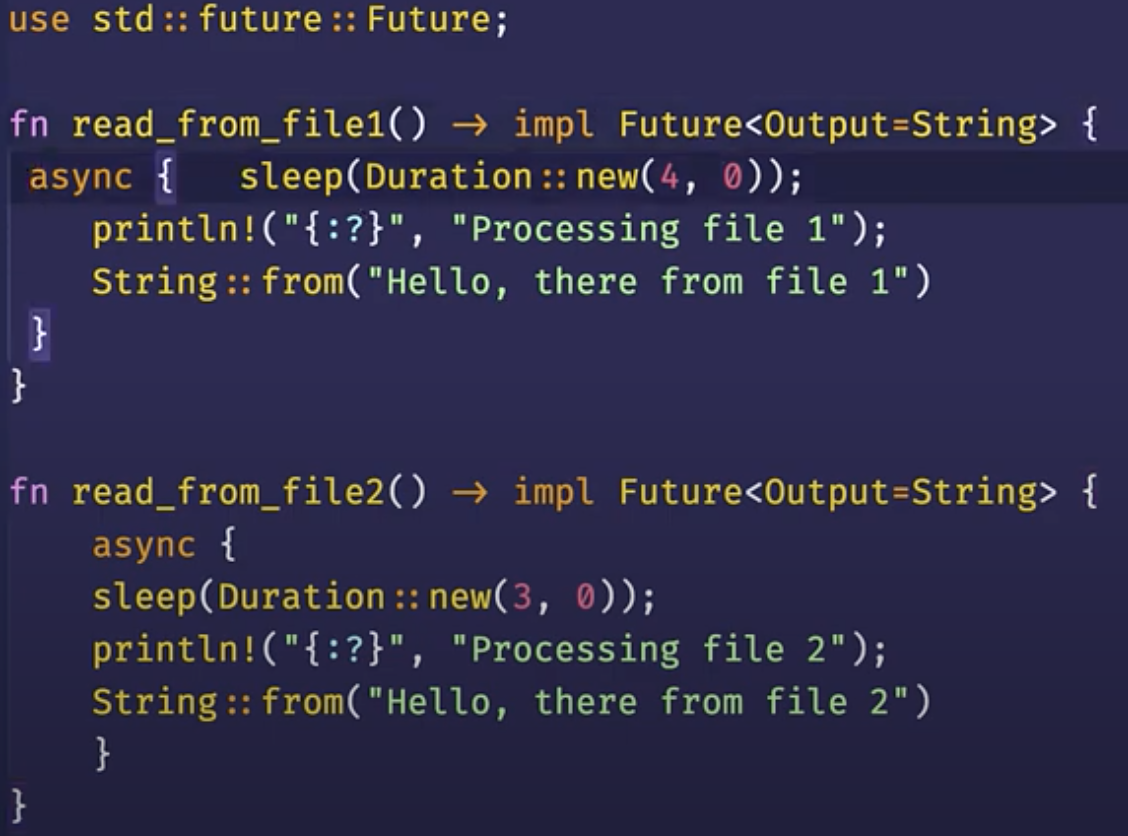 use std::future::Future;
fn read_from_file1() → impl Future<Output=String> {
async {   sleep(Duration::new(4, 0));
println!("{:?}", "Processing file 1");
String::from("Hello, there from file 1")
}
}
fn read_from_file2() → impl Future<Output=String> {
async {
sleep(Duration::new(3, 0));
println!("{:?}", "Processing file 2");
String::from("Hello, there from file 2")
}
}